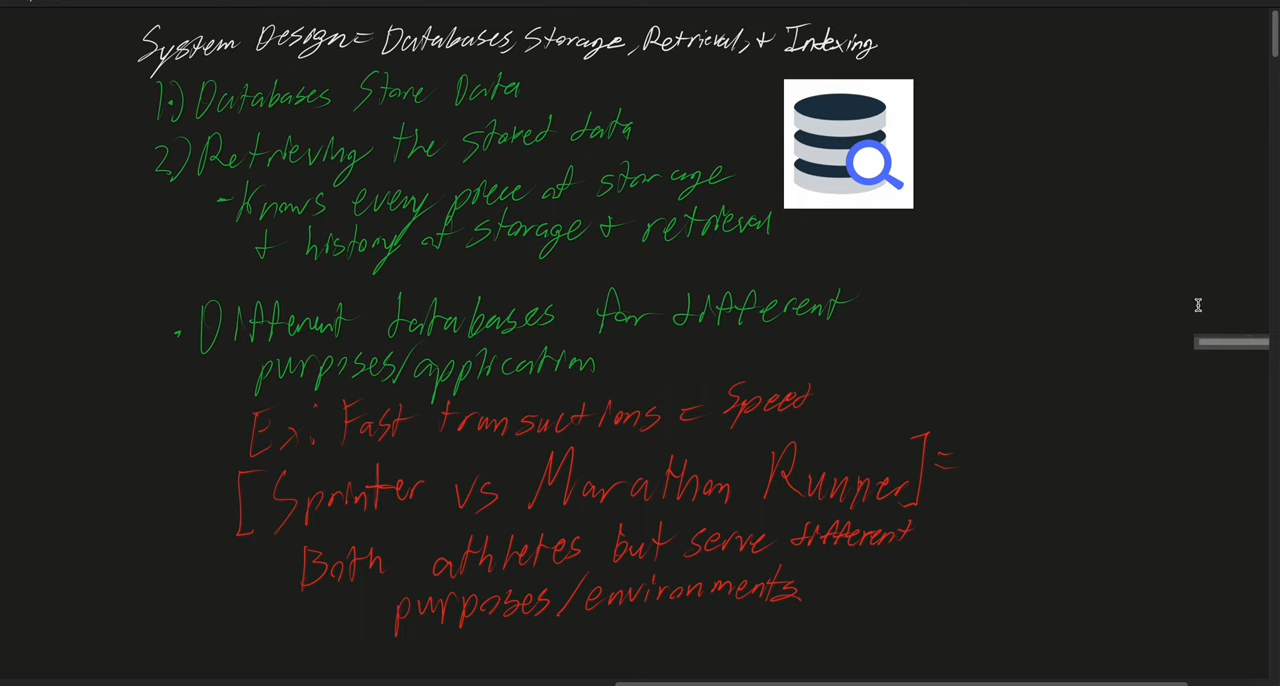 System Design = Databases, Storage, Retrieval, + Indexing
1.) Databases Store Data
2) Retrieving the stored data
- Knows every piece of storage
+ history of storage + retrieval
. Different databases for different
purposes/application
Ex: Fast transactions = Speed
[Sprinter vs Marathon Runner] =
Both athletes but serve different
purposes/environments